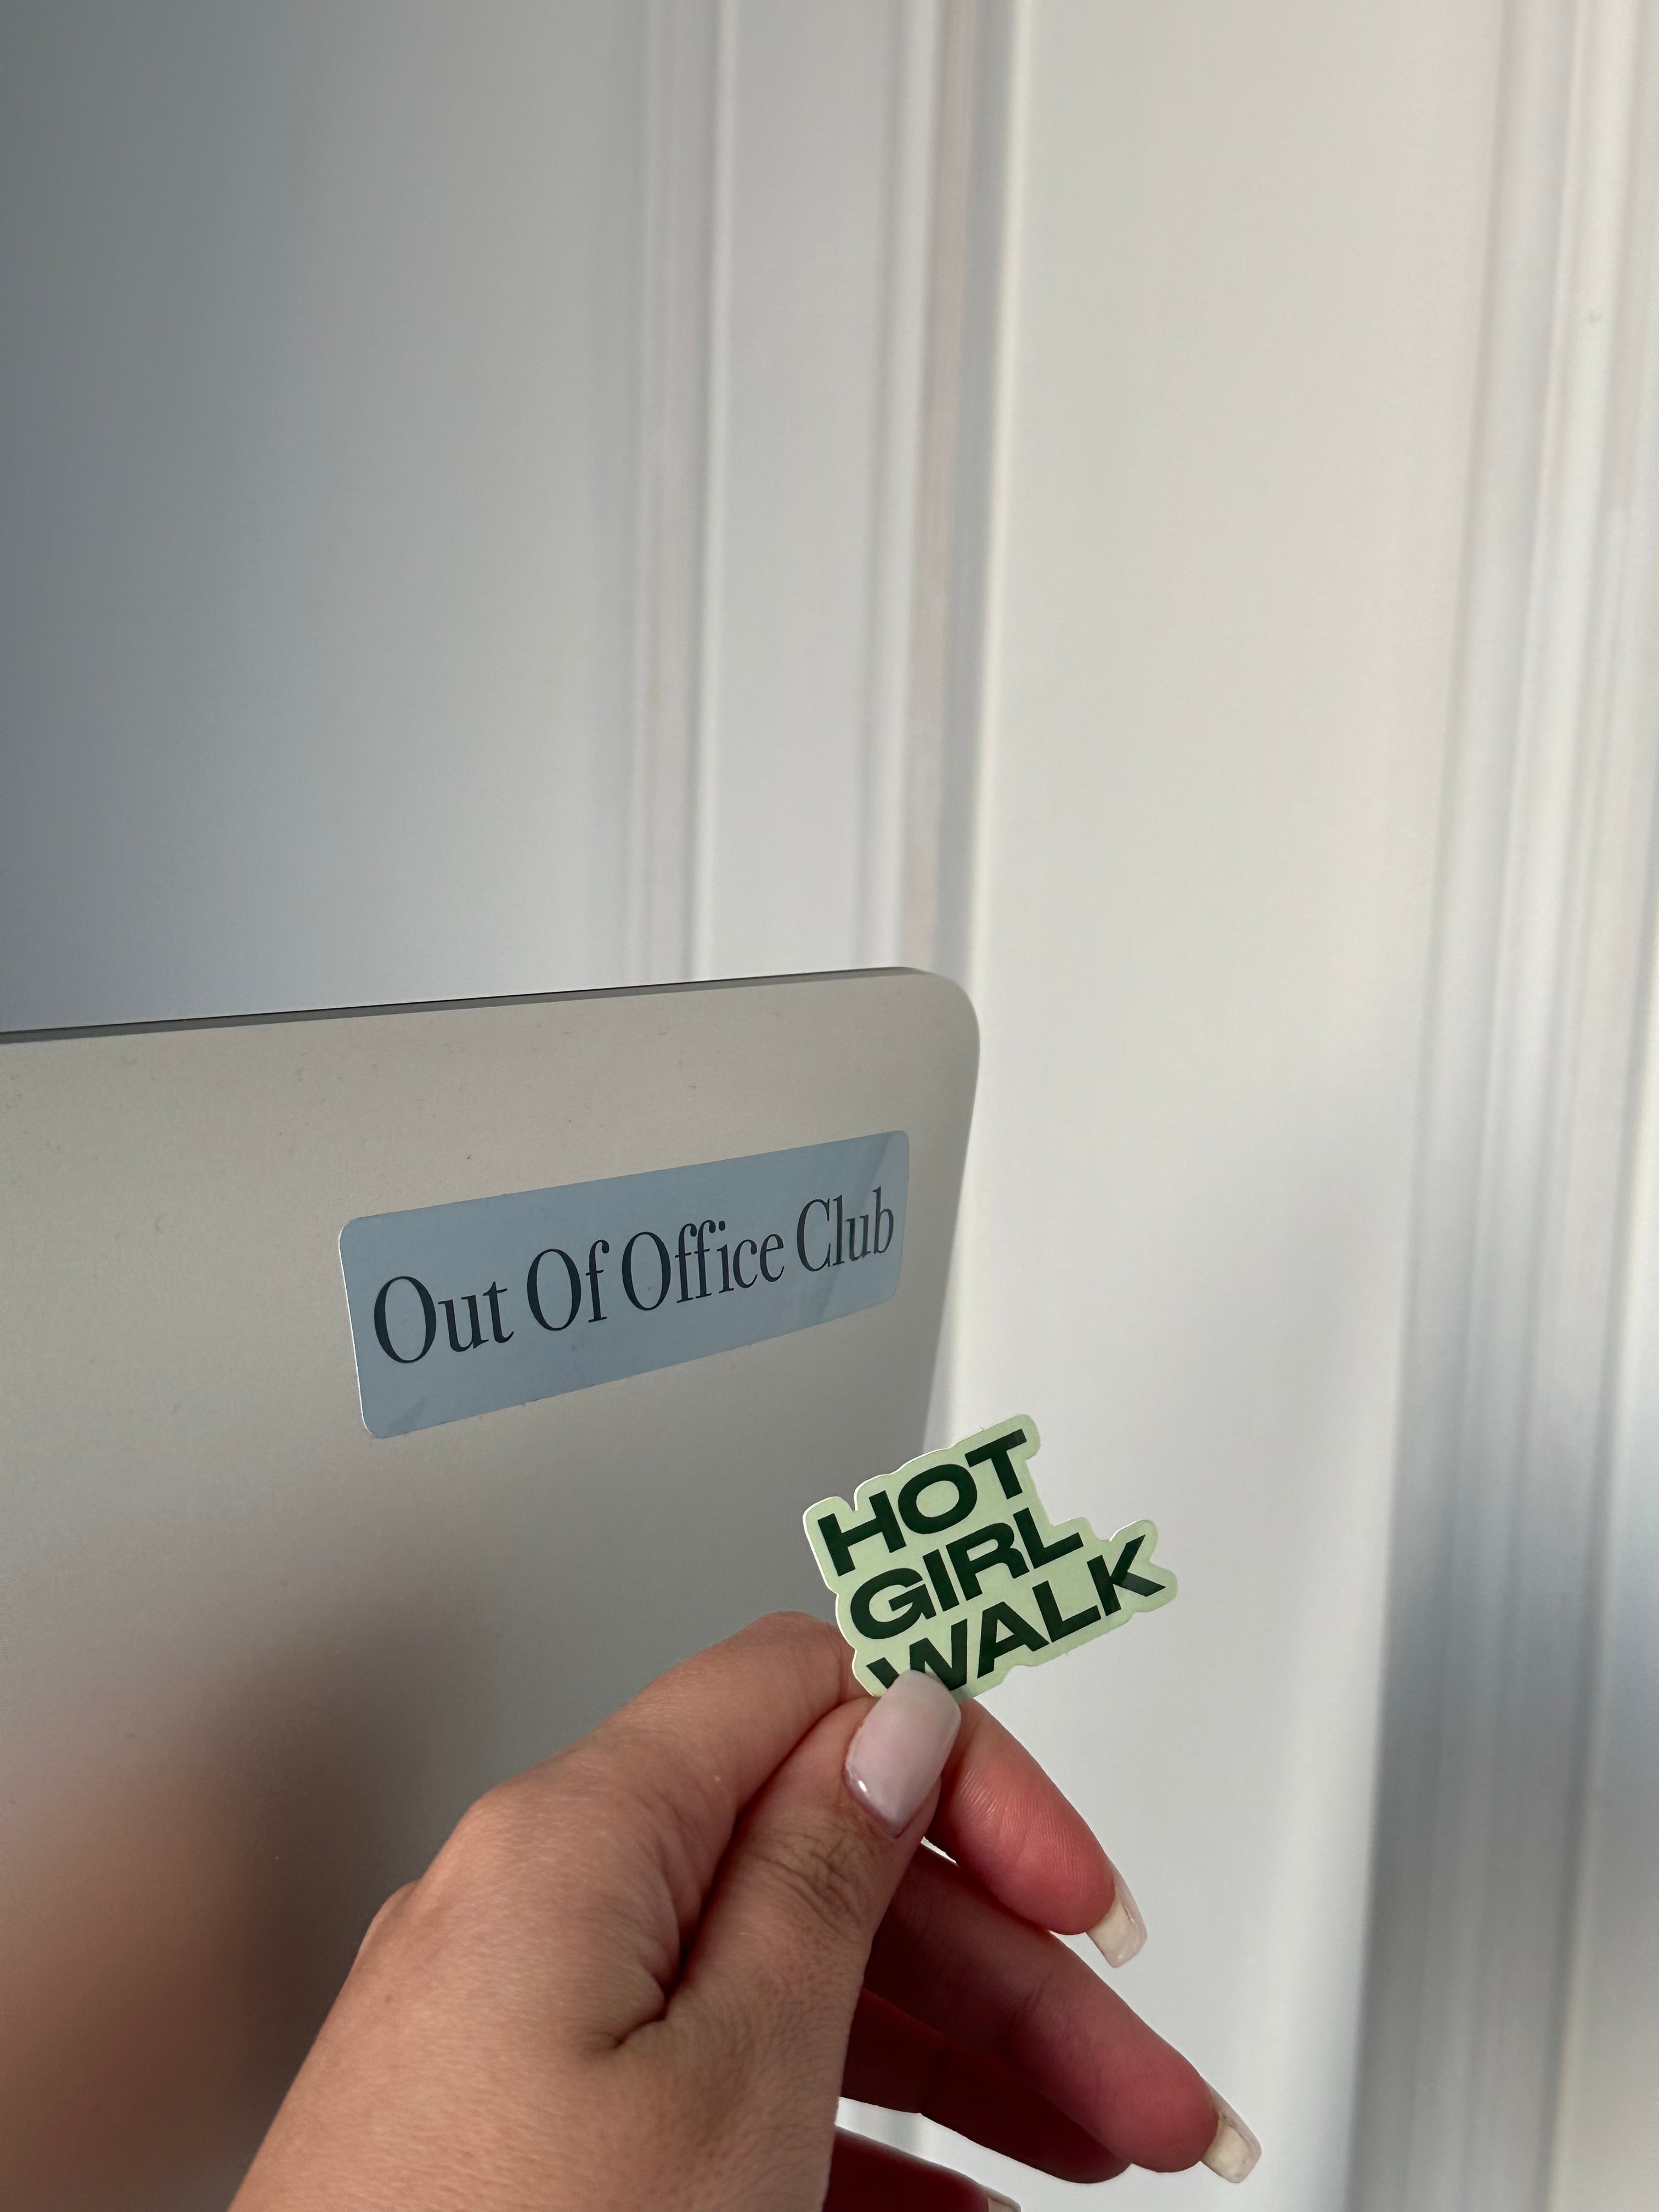 Out Of Office Club
HOT
GIRL
WALK